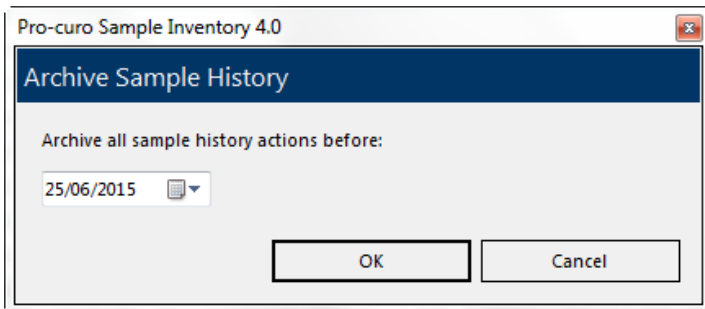 Pro-curo Sample Inventory 4.0
Archive Sample History
Archive all sample history actions before:
25/06/2015
OK Cancel